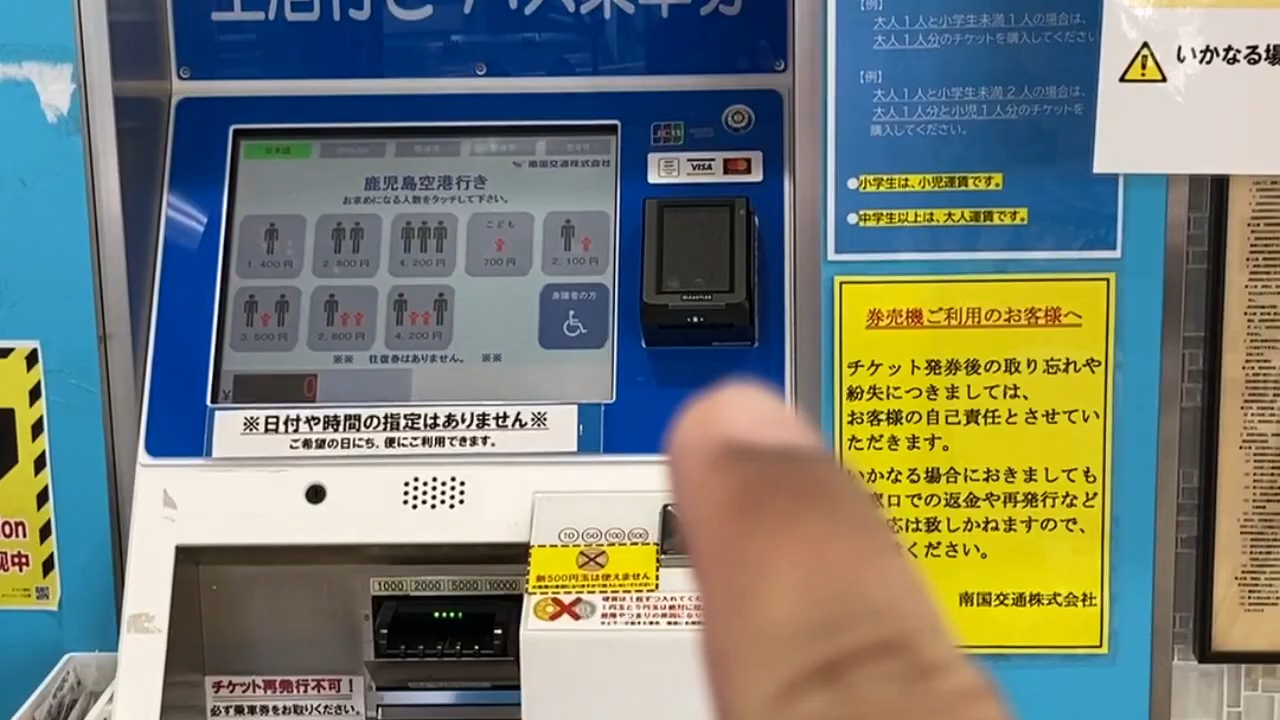 【例】
大人1人と小学生未満1人の場合は、
大人1人分のチケットを購入してください
【例】
大人1人と小学生未満2人の場合は、
大人1人分と小児1人分のチケットを
購入してください。
●小学生は、小児運賃です。
●中学生以上は、大人運賃です。
いかなる場
日本語
南国交通株式会社
鹿児島空港行き
お求めになる人数をタッチして下さい。
1,400円
2,800円
4,200円
こども
700円
2,100円
3,500円
2,800円
4,200円
身障者の方
※※ 往復券はありません。 ※※
¥ 0
JCB
VISA
※日付や時間の指定はありません※
ご希望の日にち、便にご利用できます。
券売機ご利用のお客様へ
チケット発券後の取り忘れや
紛失につきましては、
お客様の自己責任とさせてい
ただきます。
いかなる場合におきましても
窓口での返金や再発行など
応は致しかねますので、
ください。
南国交通株式会社
10 50 100 500
新500円玉は使えません
1000 2000 5000 10000
チケット再発行不可！
必ず乗車券をお取りください。
on